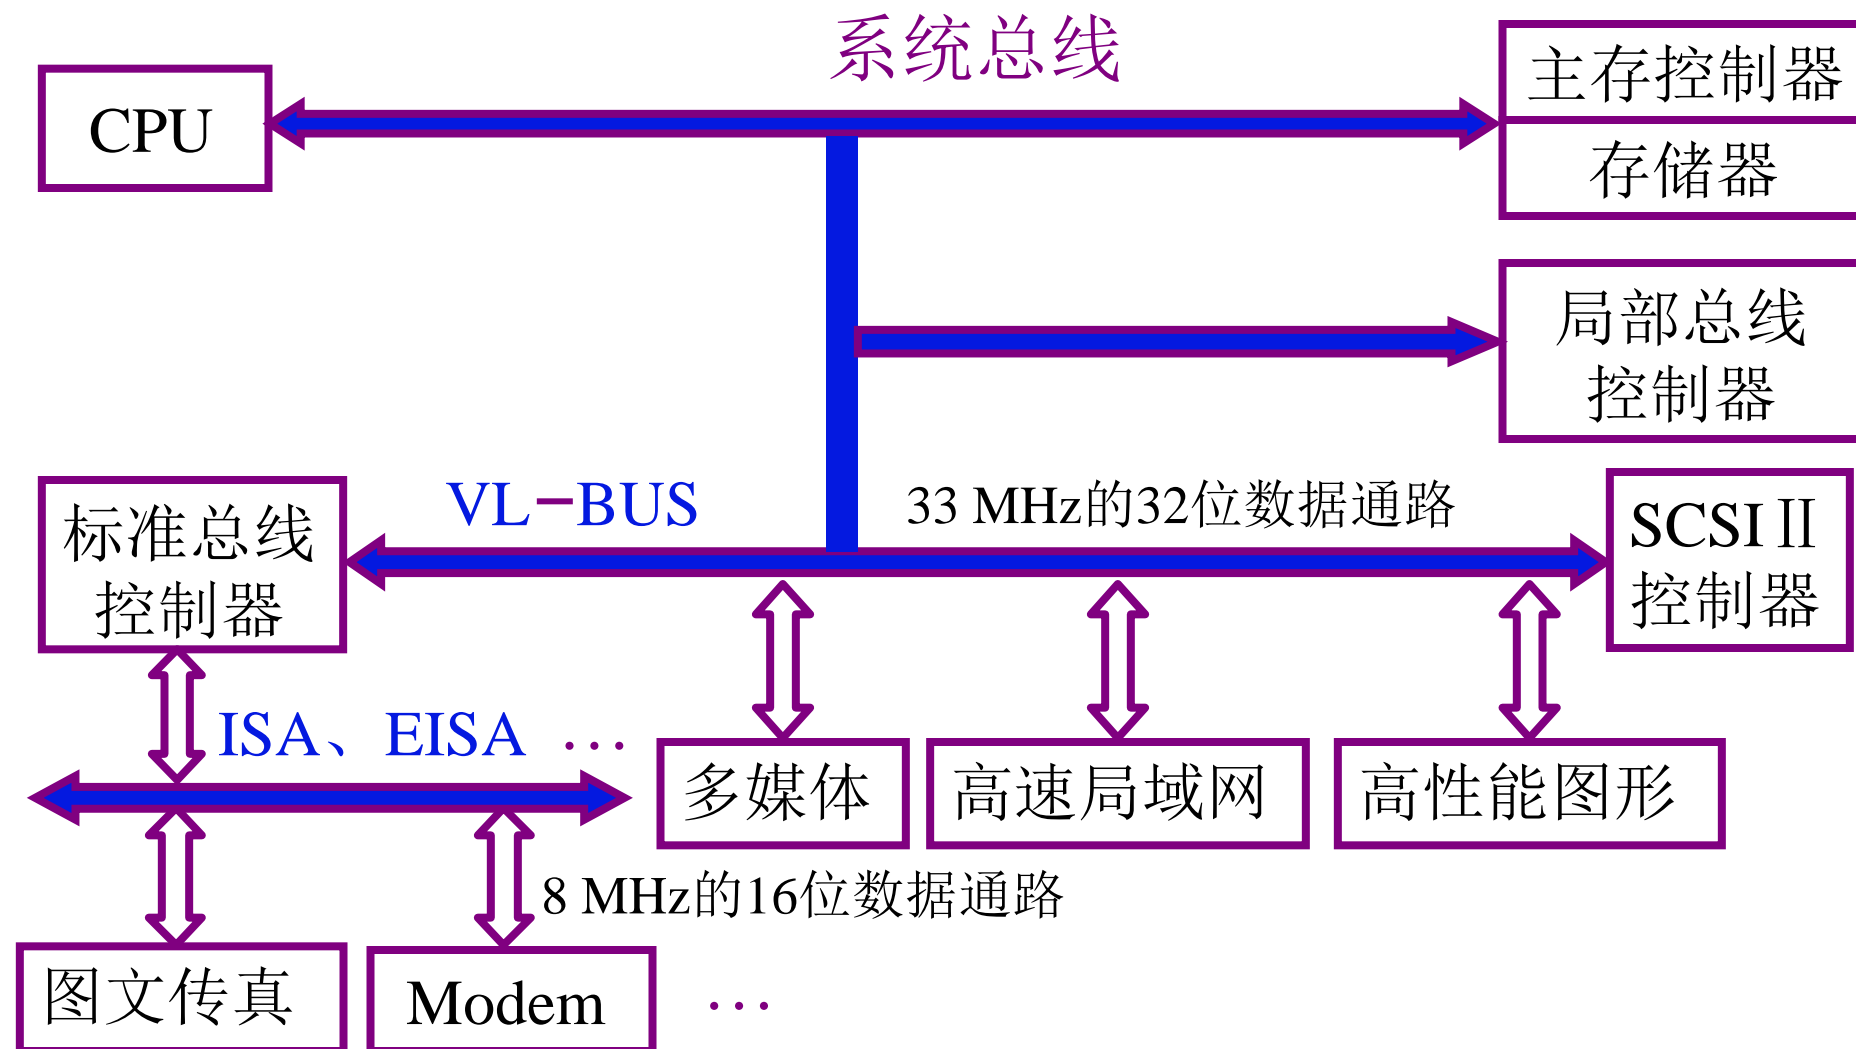 系统总线
CPU
主存控制器
存储器
局部总线
控制器
VL-BUS
33 MHz的32位数据通路
标准总线
控制器
SCSIⅡ
控制器
ISA、EISA …
多媒体
高速局域网
高性能图形
8 MHz的16位数据通路
图文传真
Modem
…